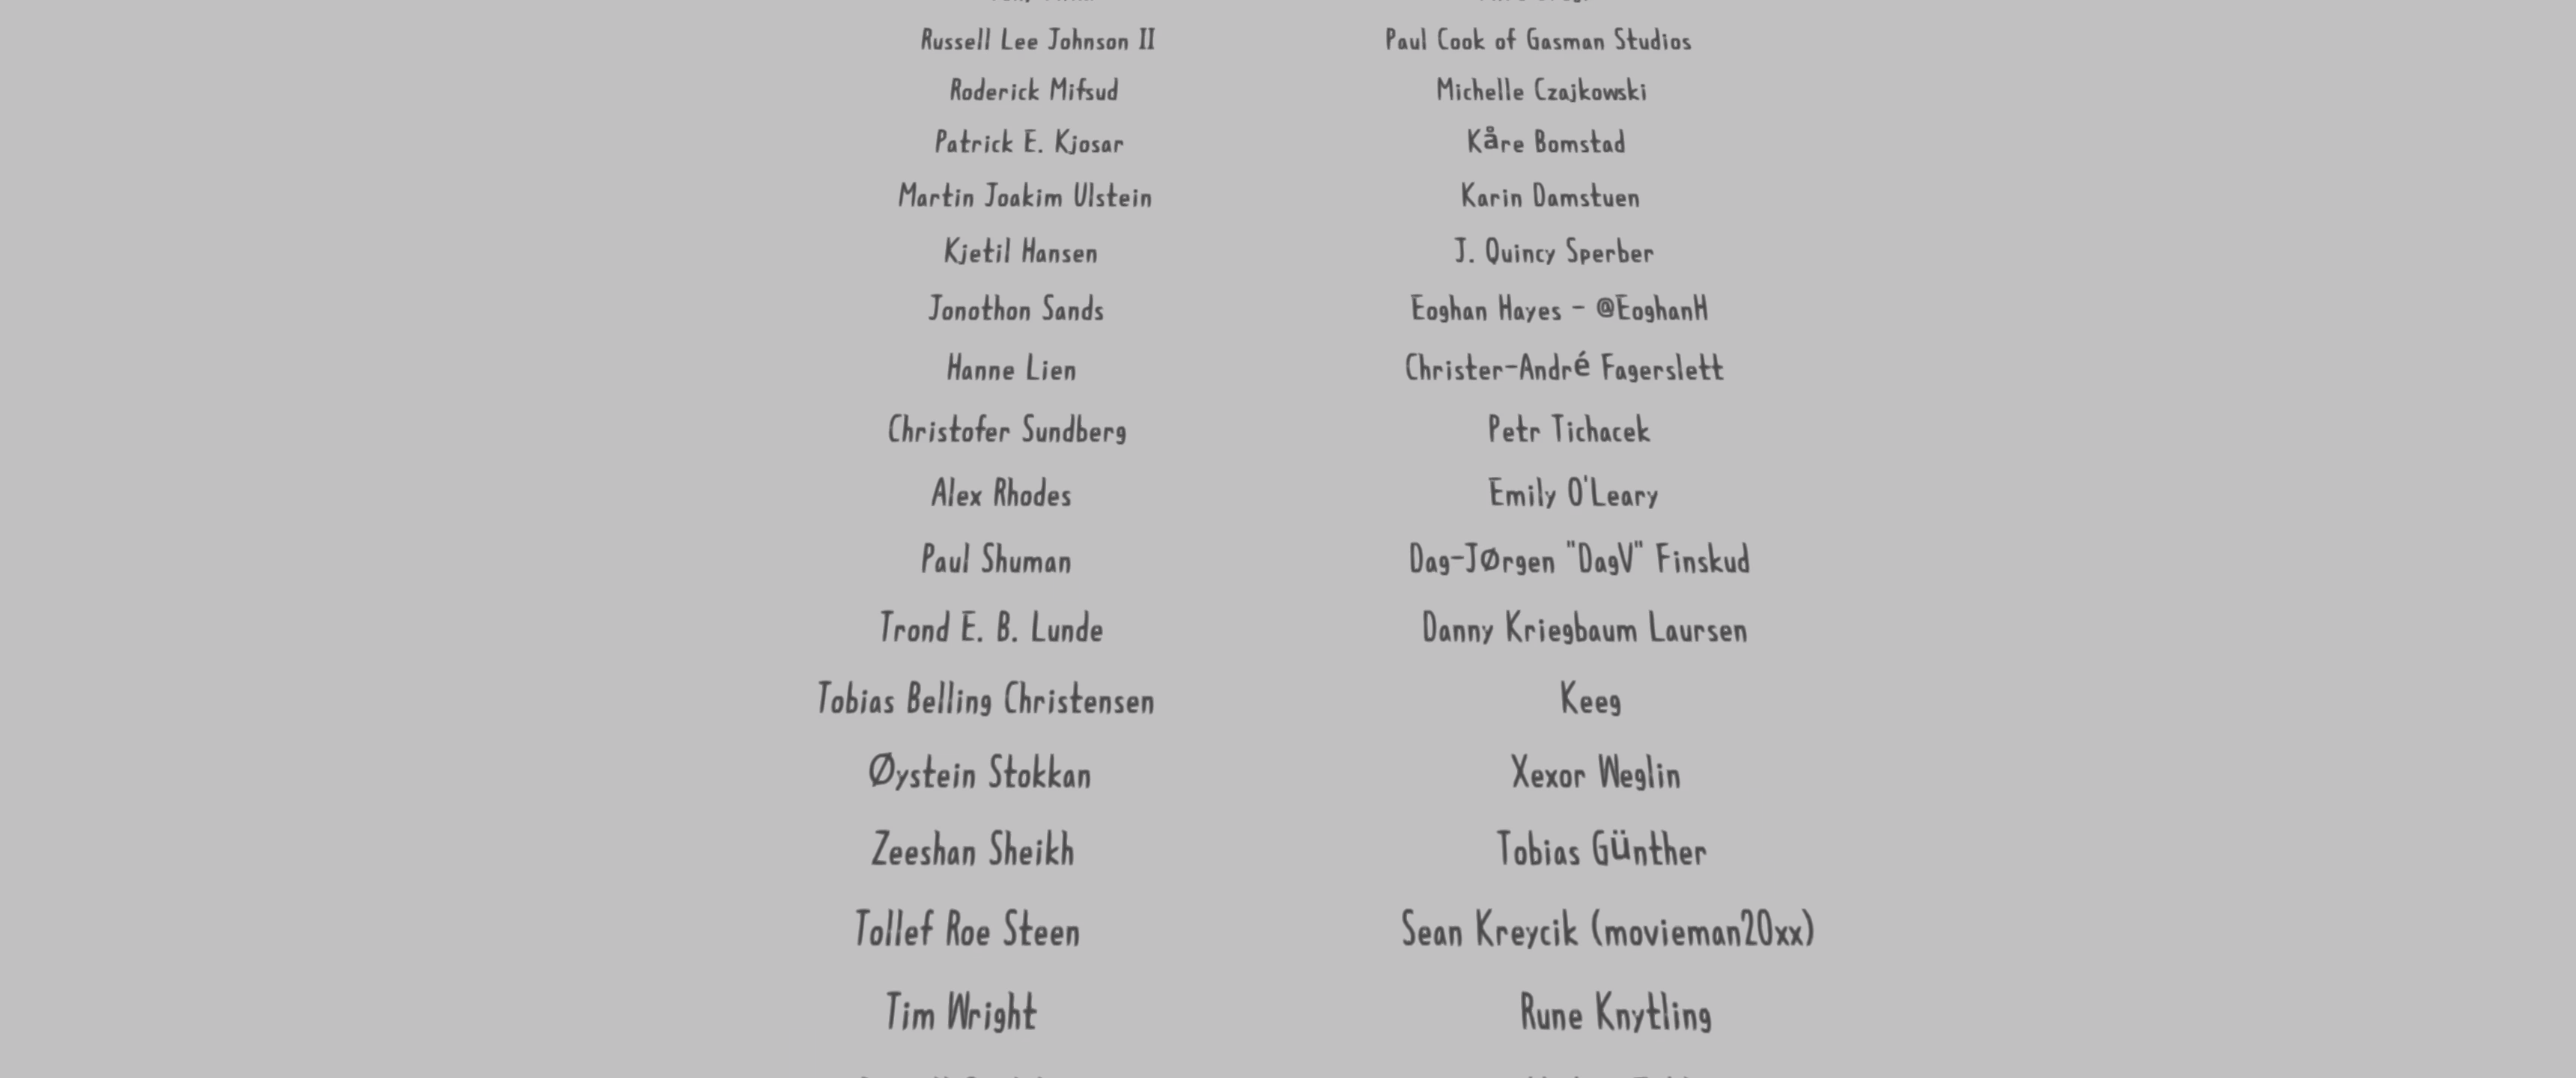 Russell Lee Johnson II
Paul Cook of Gasman Studios
Roderick Mifsud
Michelle Czajkowski
Patrick E. Kjosar
Kåre Bomstad
Martin Joakim Ulstein
Karin Damstuen
Kjetil Hansen
J. Quincy Sperber
Jonothon Sands
Eoghan Hayes - @EoghanH
Hanne Lien
Christer-André Fagerslett
Christofer Sundberg
Petr Tichacek
Alex Rhodes
Emily O'Leary
Paul Shuman
Dag-Jørgen "DagV" Finskud
Trond E. B. Lunde
Danny Kriegbaum Laursen
Tobias Belling Christensen
Keeg
Øystein Stokkan
Xexor Weglin
Zeeshan Sheikh
Tobias Günther
Tollef Roe Steen
Sean Kreycik (movieman20xx)
Tim Wright
Rune Knytling